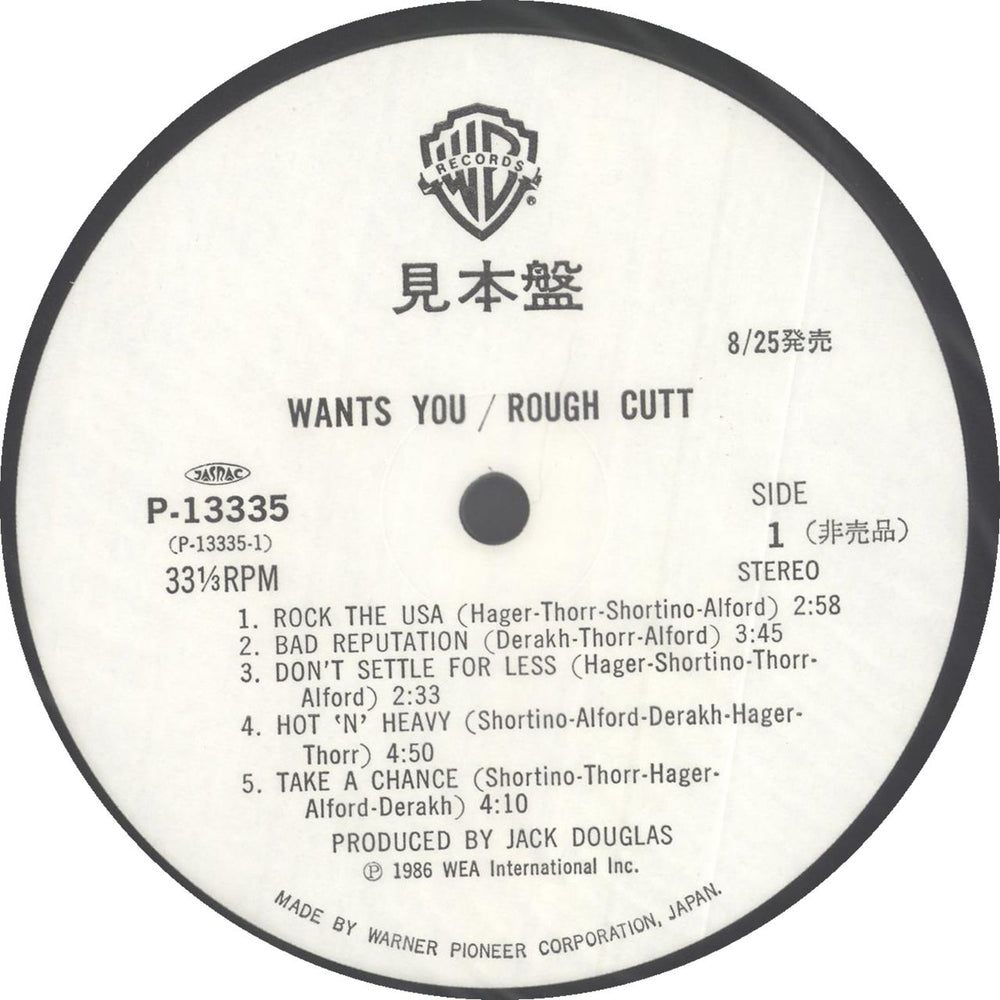 WB
RECORDS
®
見本盤
8/25発売
WANTS YOU / ROUGH CUTT
JASRAC
P-13335
(P-13335-1)
33⅓RPM
SIDE
1 (非売品)
STEREO
1. ROCK THE USA (Hager-Thorr-Shortino-Alford) 2:58
2. BAD REPUTATION (Derakh-Thorr-Alford) 3:45
3. DON'T SETTLE FOR LESS (Hager-Shortino-Thorr-
Alford) 2:33
4. HOT ‘N’ HEAVY (Shortino-Alford-Derakh-Hager-
Thorr) 4:50
5. TAKE A CHANCE (Shortino-Thorr-Hager-
Alford-Derakh) 4:10
PRODUCED BY JACK DOUGLAS
℗ 1986 WEA International Inc.
MADE BY WARNER PIONEER CORPORATION, JAPAN.